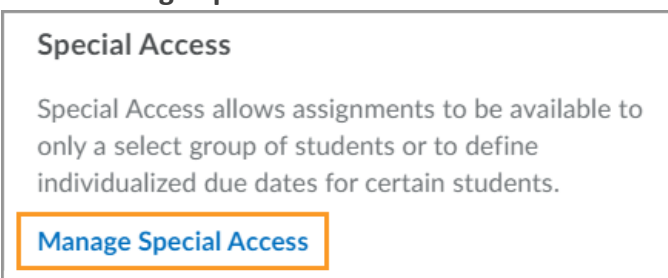 Special Access
Special Access allows assignments to be available to
only a select group of students or to define
individualized due dates for certain students.
Manage Special Access